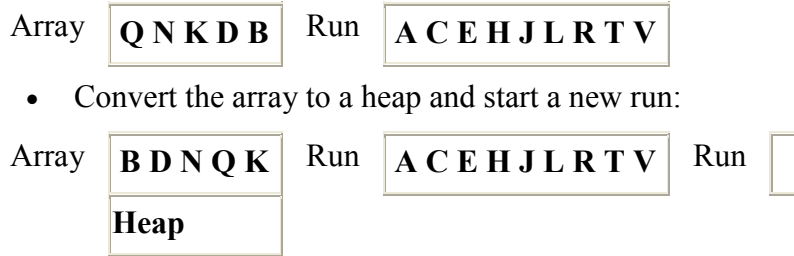 Array Q N K D B Run A C E H J L R T V
• Convert the array to a heap and start a new run:
Array B D N Q K Run A C E H J L R T V Run
Heap